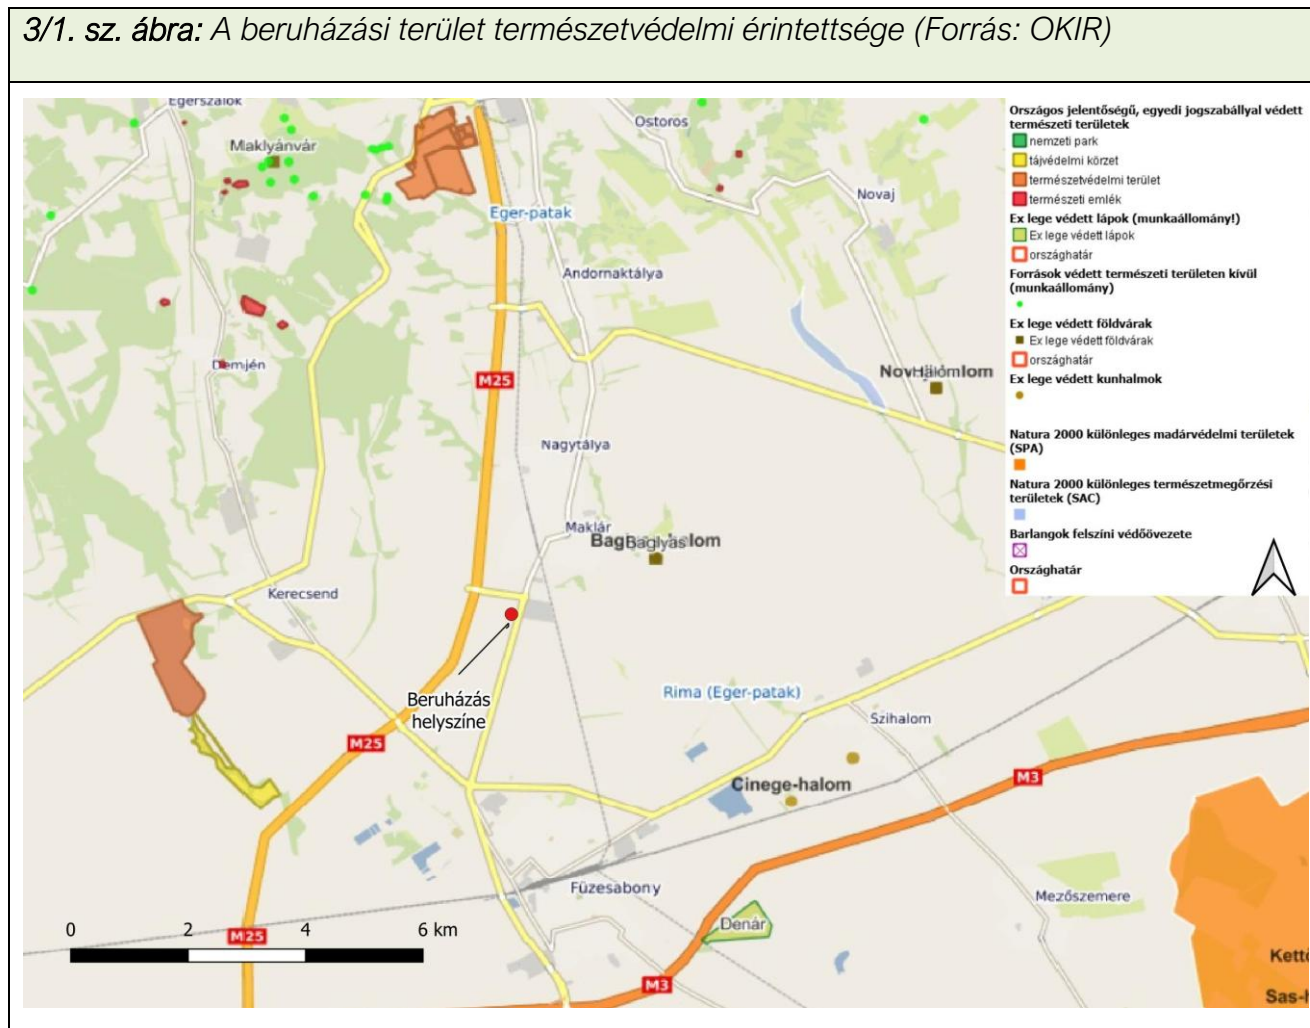 3/1. sz. ábra: A beruházási terület természetvédelmi érintettsége (Forrás: OKIR)
Országos jelentőségű, egyedi jogszabállyal védett
természeti területek
nemzeti park
tájvédelmi körzet
természetvédelmi terület
természeti emlék
Ex lege védett lápok (munkaállomány!)
Ex lege védett lápok
országhatár
Források védett természeti területen kívül
(munkaállomány)
Ex lege védett földvárak
Ex lege védett földvárak
országhatár
Ex lege védett kunhalmok
Natura 2000 különleges madárvédelmi területek
(SPA)
Natura 2000 különleges természetmegőrzési
területek (SAC)
Barlangok felszíni védőövezete
Országhatár
Egerszalók
Maklyánvár
Ostoros
Novaj
Eger-patak
Andornaktálya
Demjén
M25
Nagytálya
Maklár
Baglyas
Kerecsend
Beruházás
helyszíne
Rima (Eger-patak)
Szihalom
M25
M3
Cinege-halom
Füzesabony
Mezőszemere
Denár
0 2 4 6 km
M25
M3
Kett
Sas-h